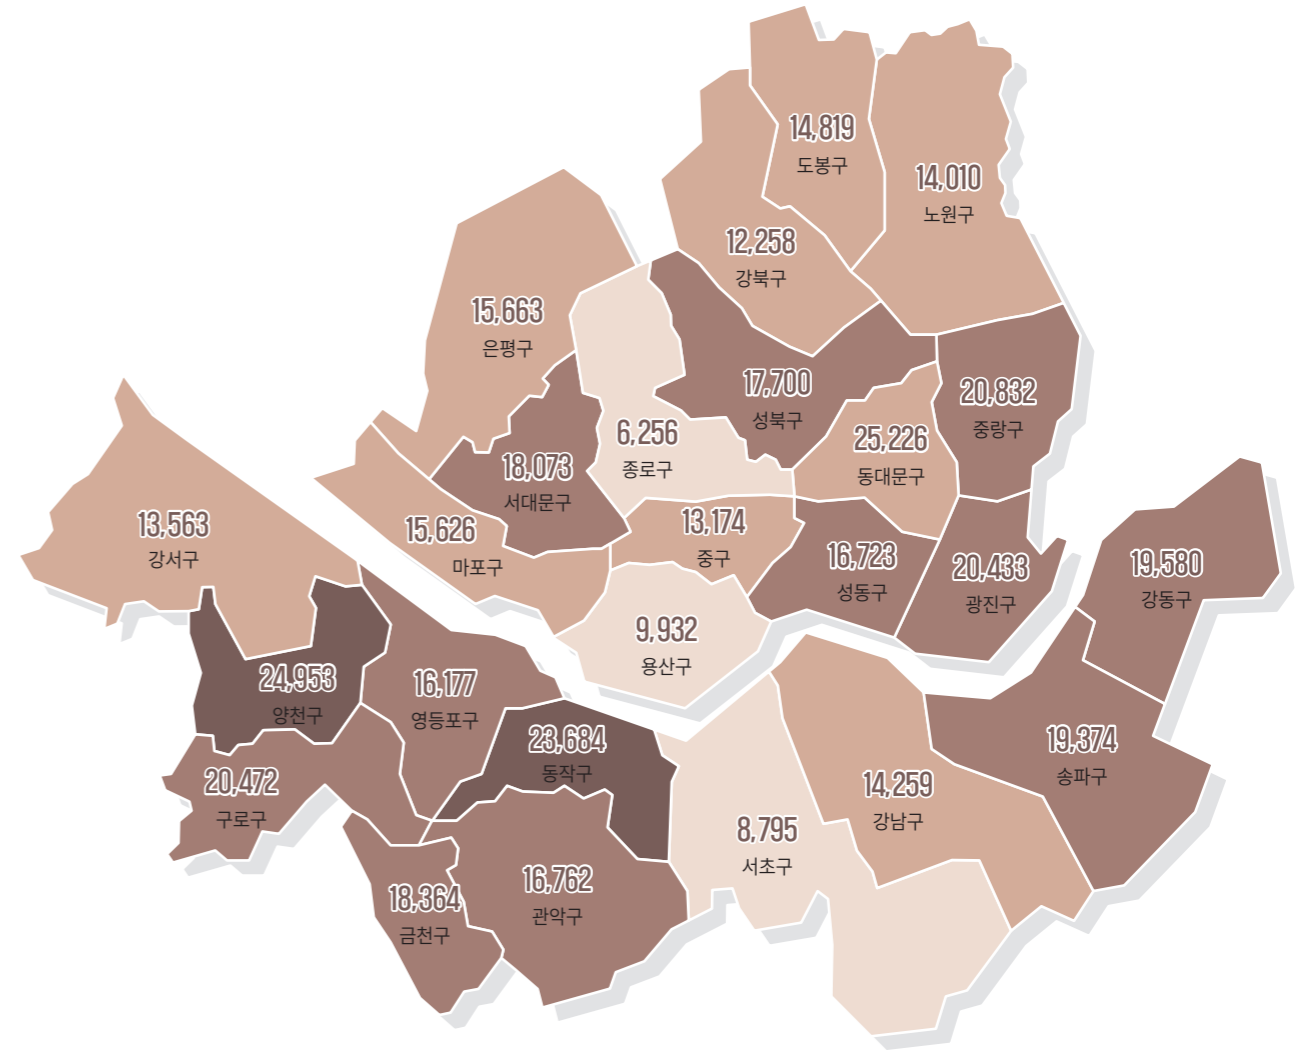 14,819
도봉구
14,010
노원구
12,258
강북구
15,663
은평구
17,700
성북구
20,832
중랑구
6,256
종로구
25,226
동대문구
18,073
서대문구
15,626
마포구
13,174
중구
13,563
강서구
16,723
성동구
20,433
광진구
19,580
강동구
9,932
용산구
24,953
양천구
16,177
영등포구
23,684
동작구
19,374
송파구
20,472
구로구
14,259
강남구
8,795
서초구
16,762
관악구
18,364
금천구